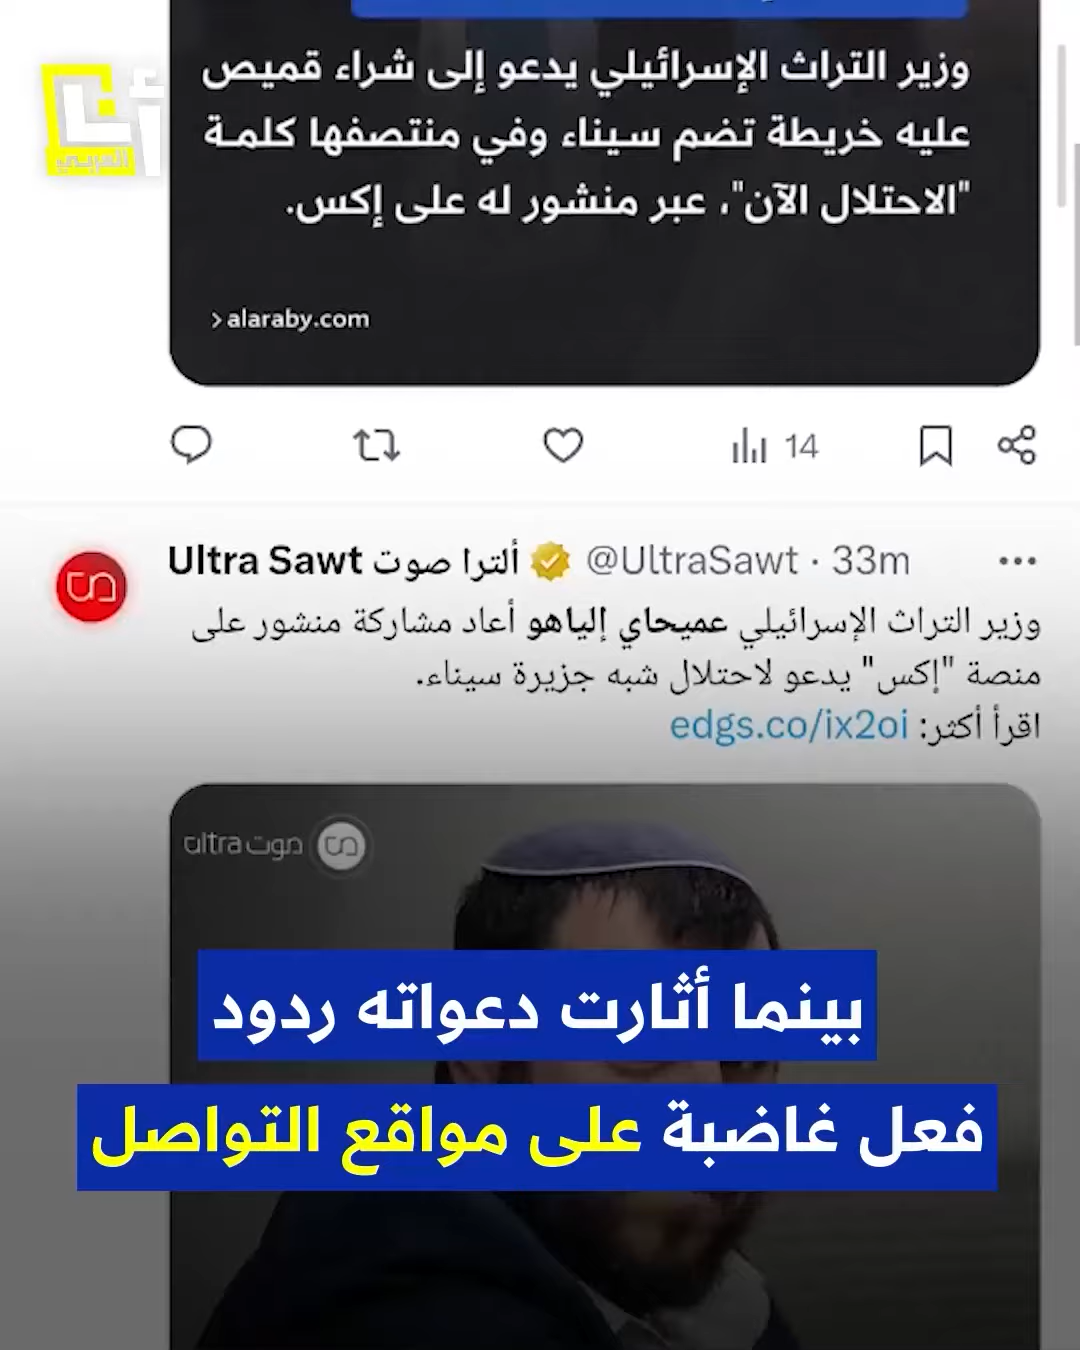 أنا
العربي
وزير التراث الإسرائيلي يدعو إلى شراء قميص
عليه خريطة تضم سيناء وفي منتصفها كلمة
"الاحتلال الآن"، عبر منشور له على إكس.
alaraby.com
14
Ultra Sawt ألترا صوت @UltraSawt · 33m
وزير التراث الإسرائيلي عميحاي إلياهو أعاد مشاركة منشور على
منصة "إكس" يدعو لاحتلال شبه جزيرة سيناء.
اقرأ أكثر: edgs.co/ix2oi
ultra صوت
بينما أثارت دعواته ردود
فعل غاضبة على مواقع التواصل